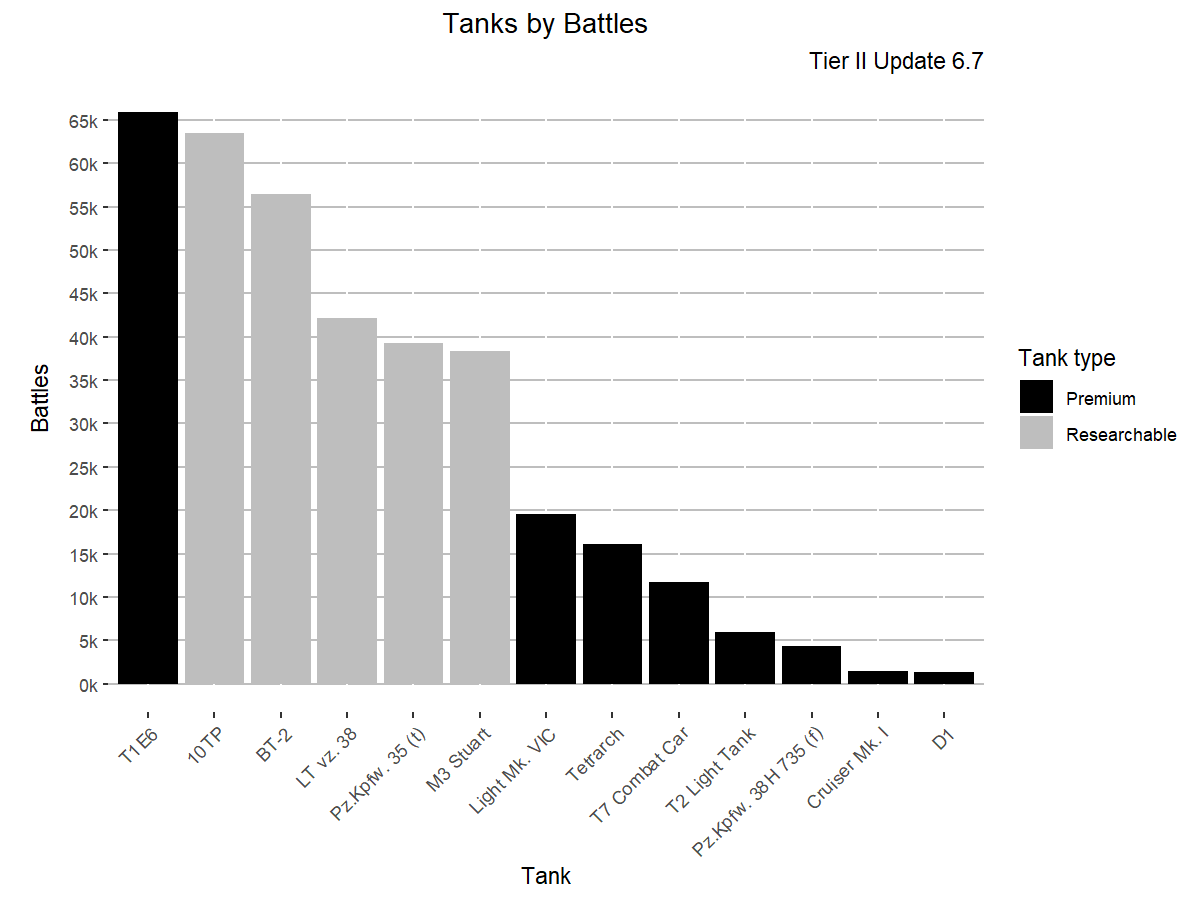 Tanks by Battles
Tier II Update 6.7
65k
60k
55k
50k
45k
40k
35k
30k
25k
20k
15k
10k
5k
0k
Battles
T1E6
10TP
BT-2
LT vz. 38
Pz.Kpfw. 35 (t)
M3 Stuart
Light Mk. VIC
Tetrarch
T7 Combat Car
T2 Light Tank
Pz.Kpfw. 38H 735 (f)
Cruiser Mk. I
D1
Tank
Tank type
Premium
Researchable